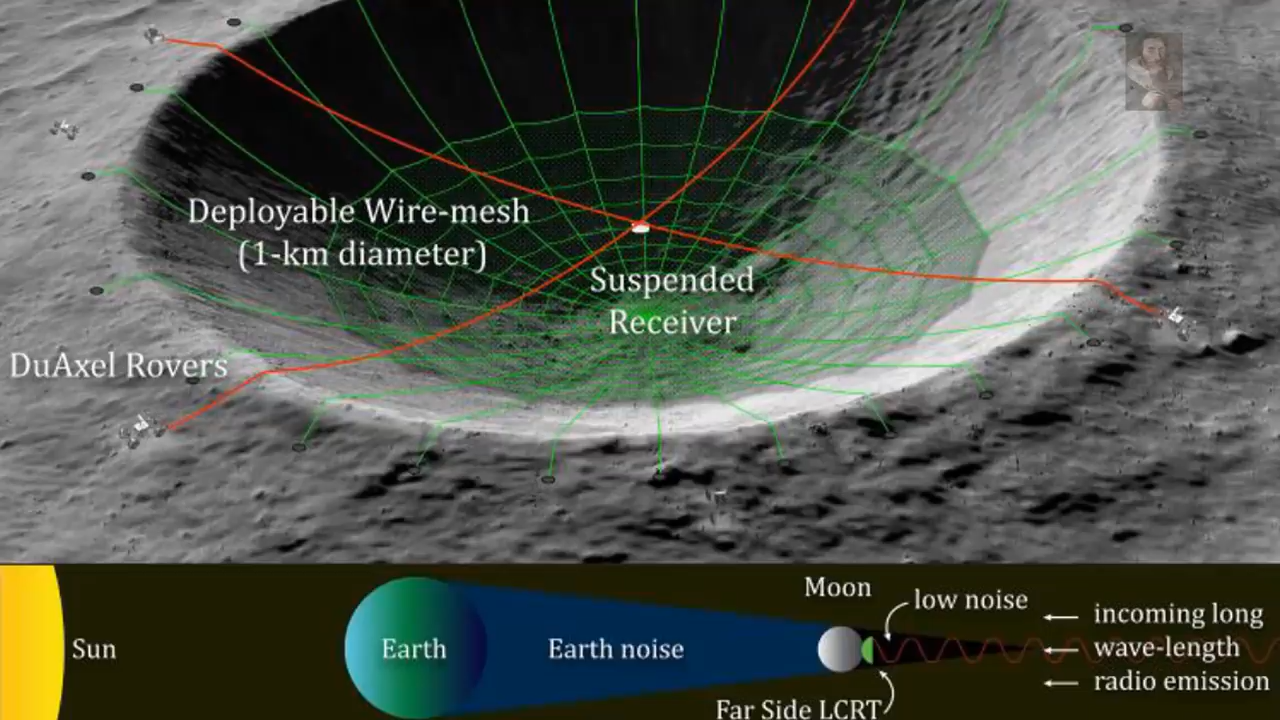 Deployable Wire-mesh
(1-km diameter)
Suspended
Receiver
DuAxel Rovers
Moon
low noise
incoming long
Sun
Earth
Earth noise
wave-length
radio emission
Far Side LCRT